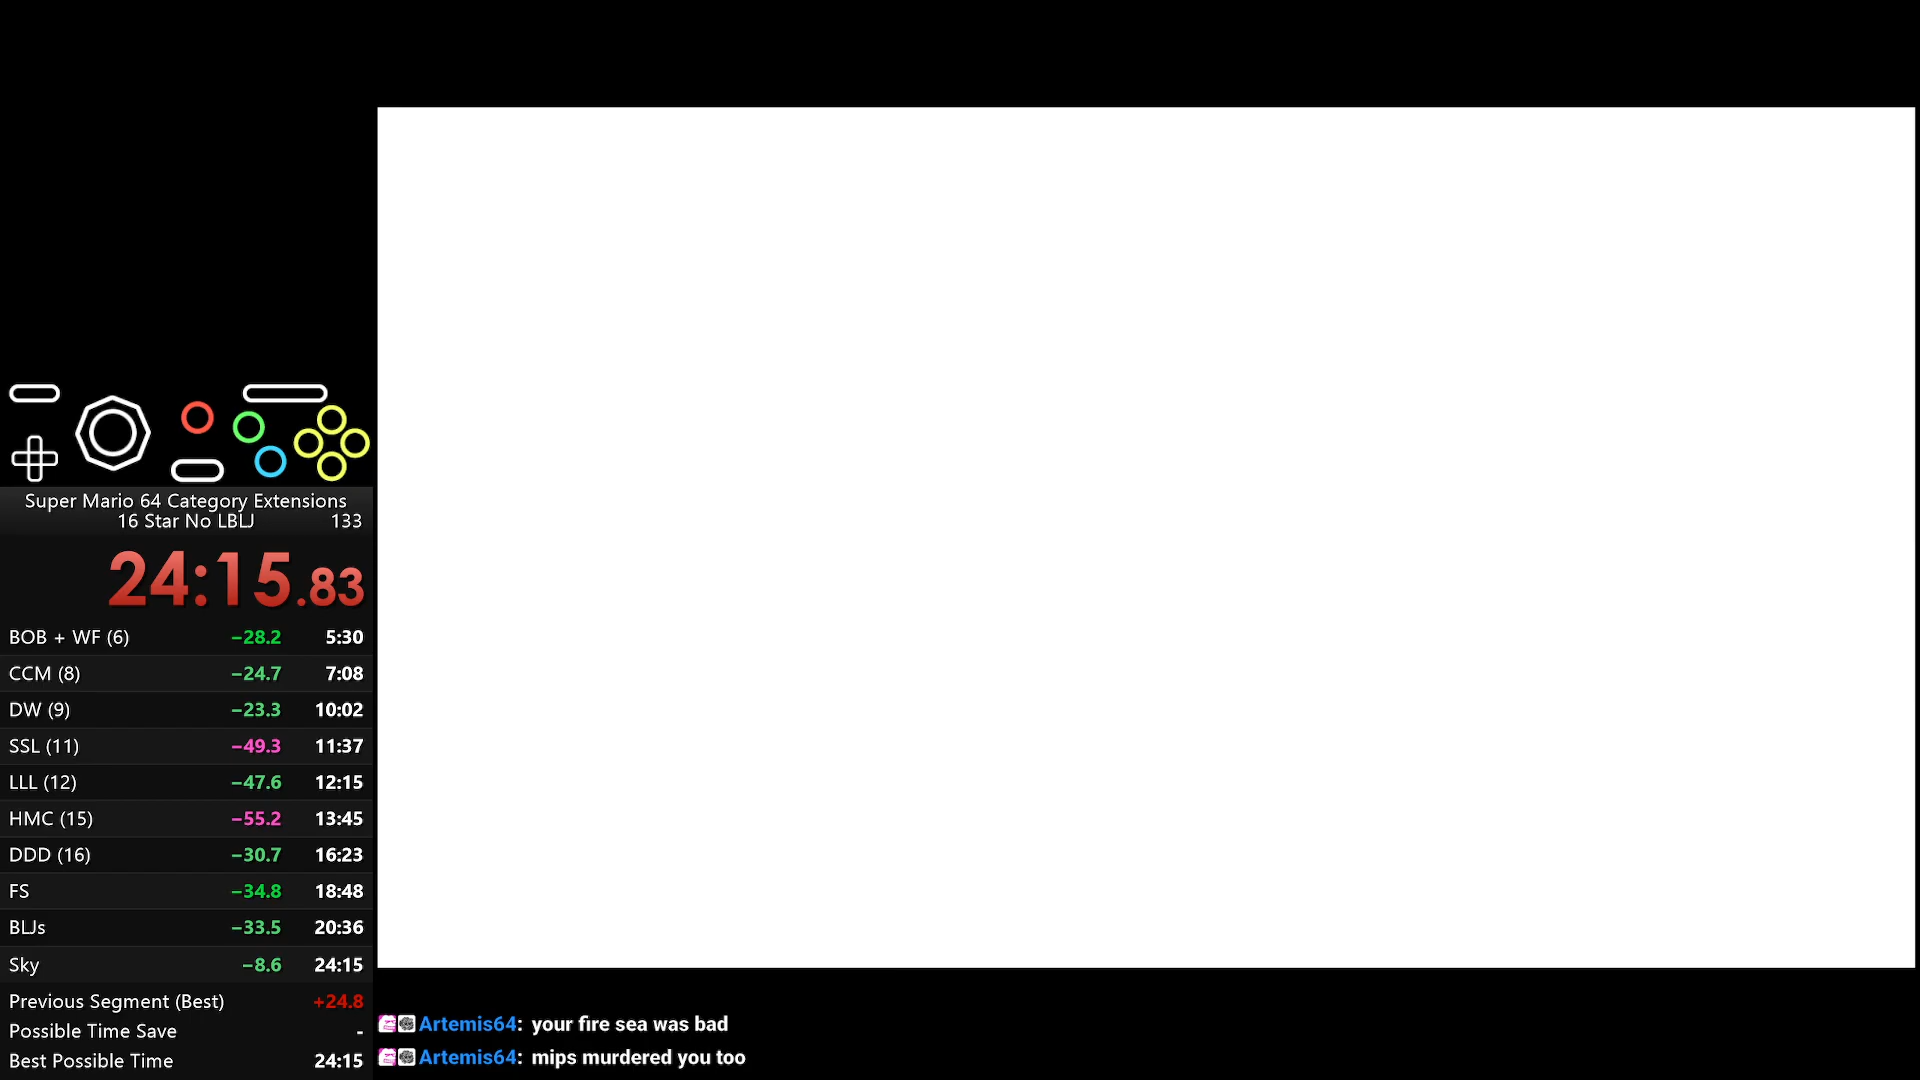 Super Mario 64 Category Extensions
16 Star No LBLJ 133
24:15.83
BOB + WF (6) −28.2 5:30
CCM (8) −24.7 7:08
DW (9) −23.3 10:02
SSL (11) −49.3 11:37
LLL (12) −47.6 12:15
HMC (15) −55.2 13:45
DDD (16) −30.7 16:23
FS −34.8 18:48
BLJs −33.5 20:36
Sky −8.6 24:15
Previous Segment (Best) +24.8
Possible Time Save -
Best Possible Time 24:15
Artemis64: your fire sea was bad
Artemis64: mips murdered you too